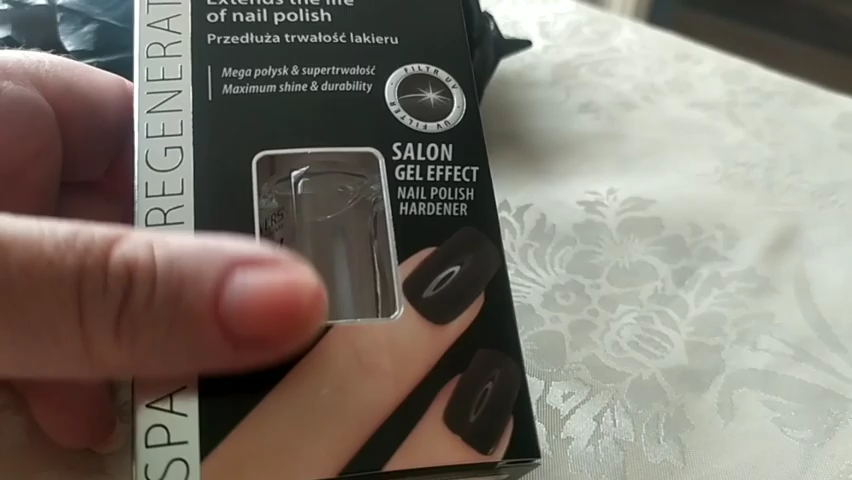 Extends the life
of nail polish
Przedłuża trwałość lakieru
Mega połysk & supertrwałość
Maximum shine & durability
FILTR UV
UV FILTER
SALON
GEL EFFECT
NAIL POLISH
HARDENER
SPA REGENERAT